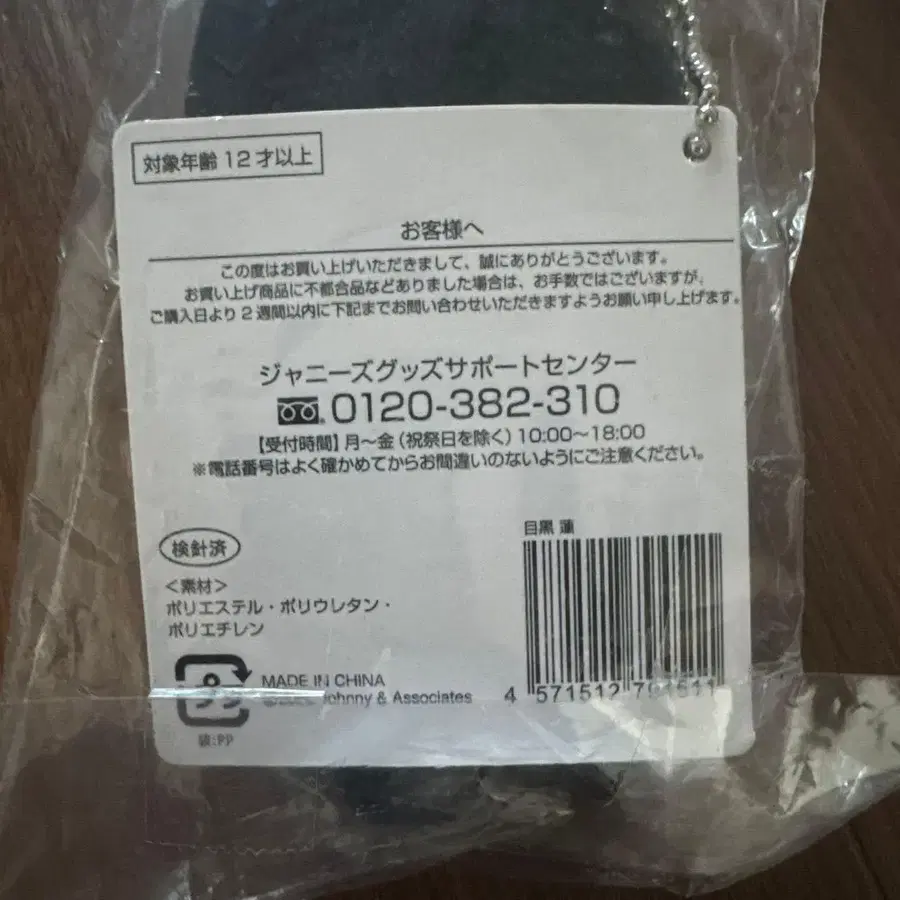 対象年齢12才以上
お客様へ
この度はお買い上げいただきまして、誠にありがとうございます。
お買い上げ商品に不都合品などありました場合は、お手数ではございますが、
ご購入日より2週間以内に下記までお問い合わせいただきますようお願い申し上げます。
ジャニーズグッズサポートセンター
0120-382-310
【受付時間】月～金（祝祭日を除く）10:00～18:00
※電話番号はよく確かめてからお間違いのないようにご注意ください。
目黒 蓮
検針済
＜素材＞
ポリエステル・ポリウレタン・
ポリエチレン
MADE IN CHINA
Johnny & Associates
4 571512 791511
袋:PP